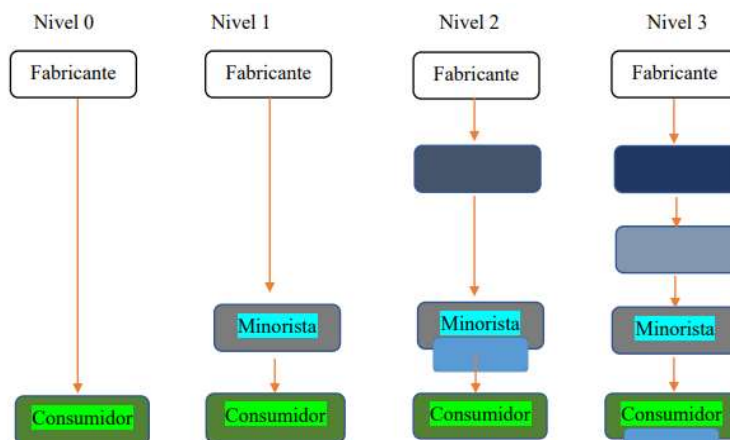 Nivel 0 Nivel 1 Nivel 2 Nivel 3
Fabricante Fabricante Fabricante Fabricante
Minorista Minorista Minorista
Consumidor Consumidor Consumidor Consumidor